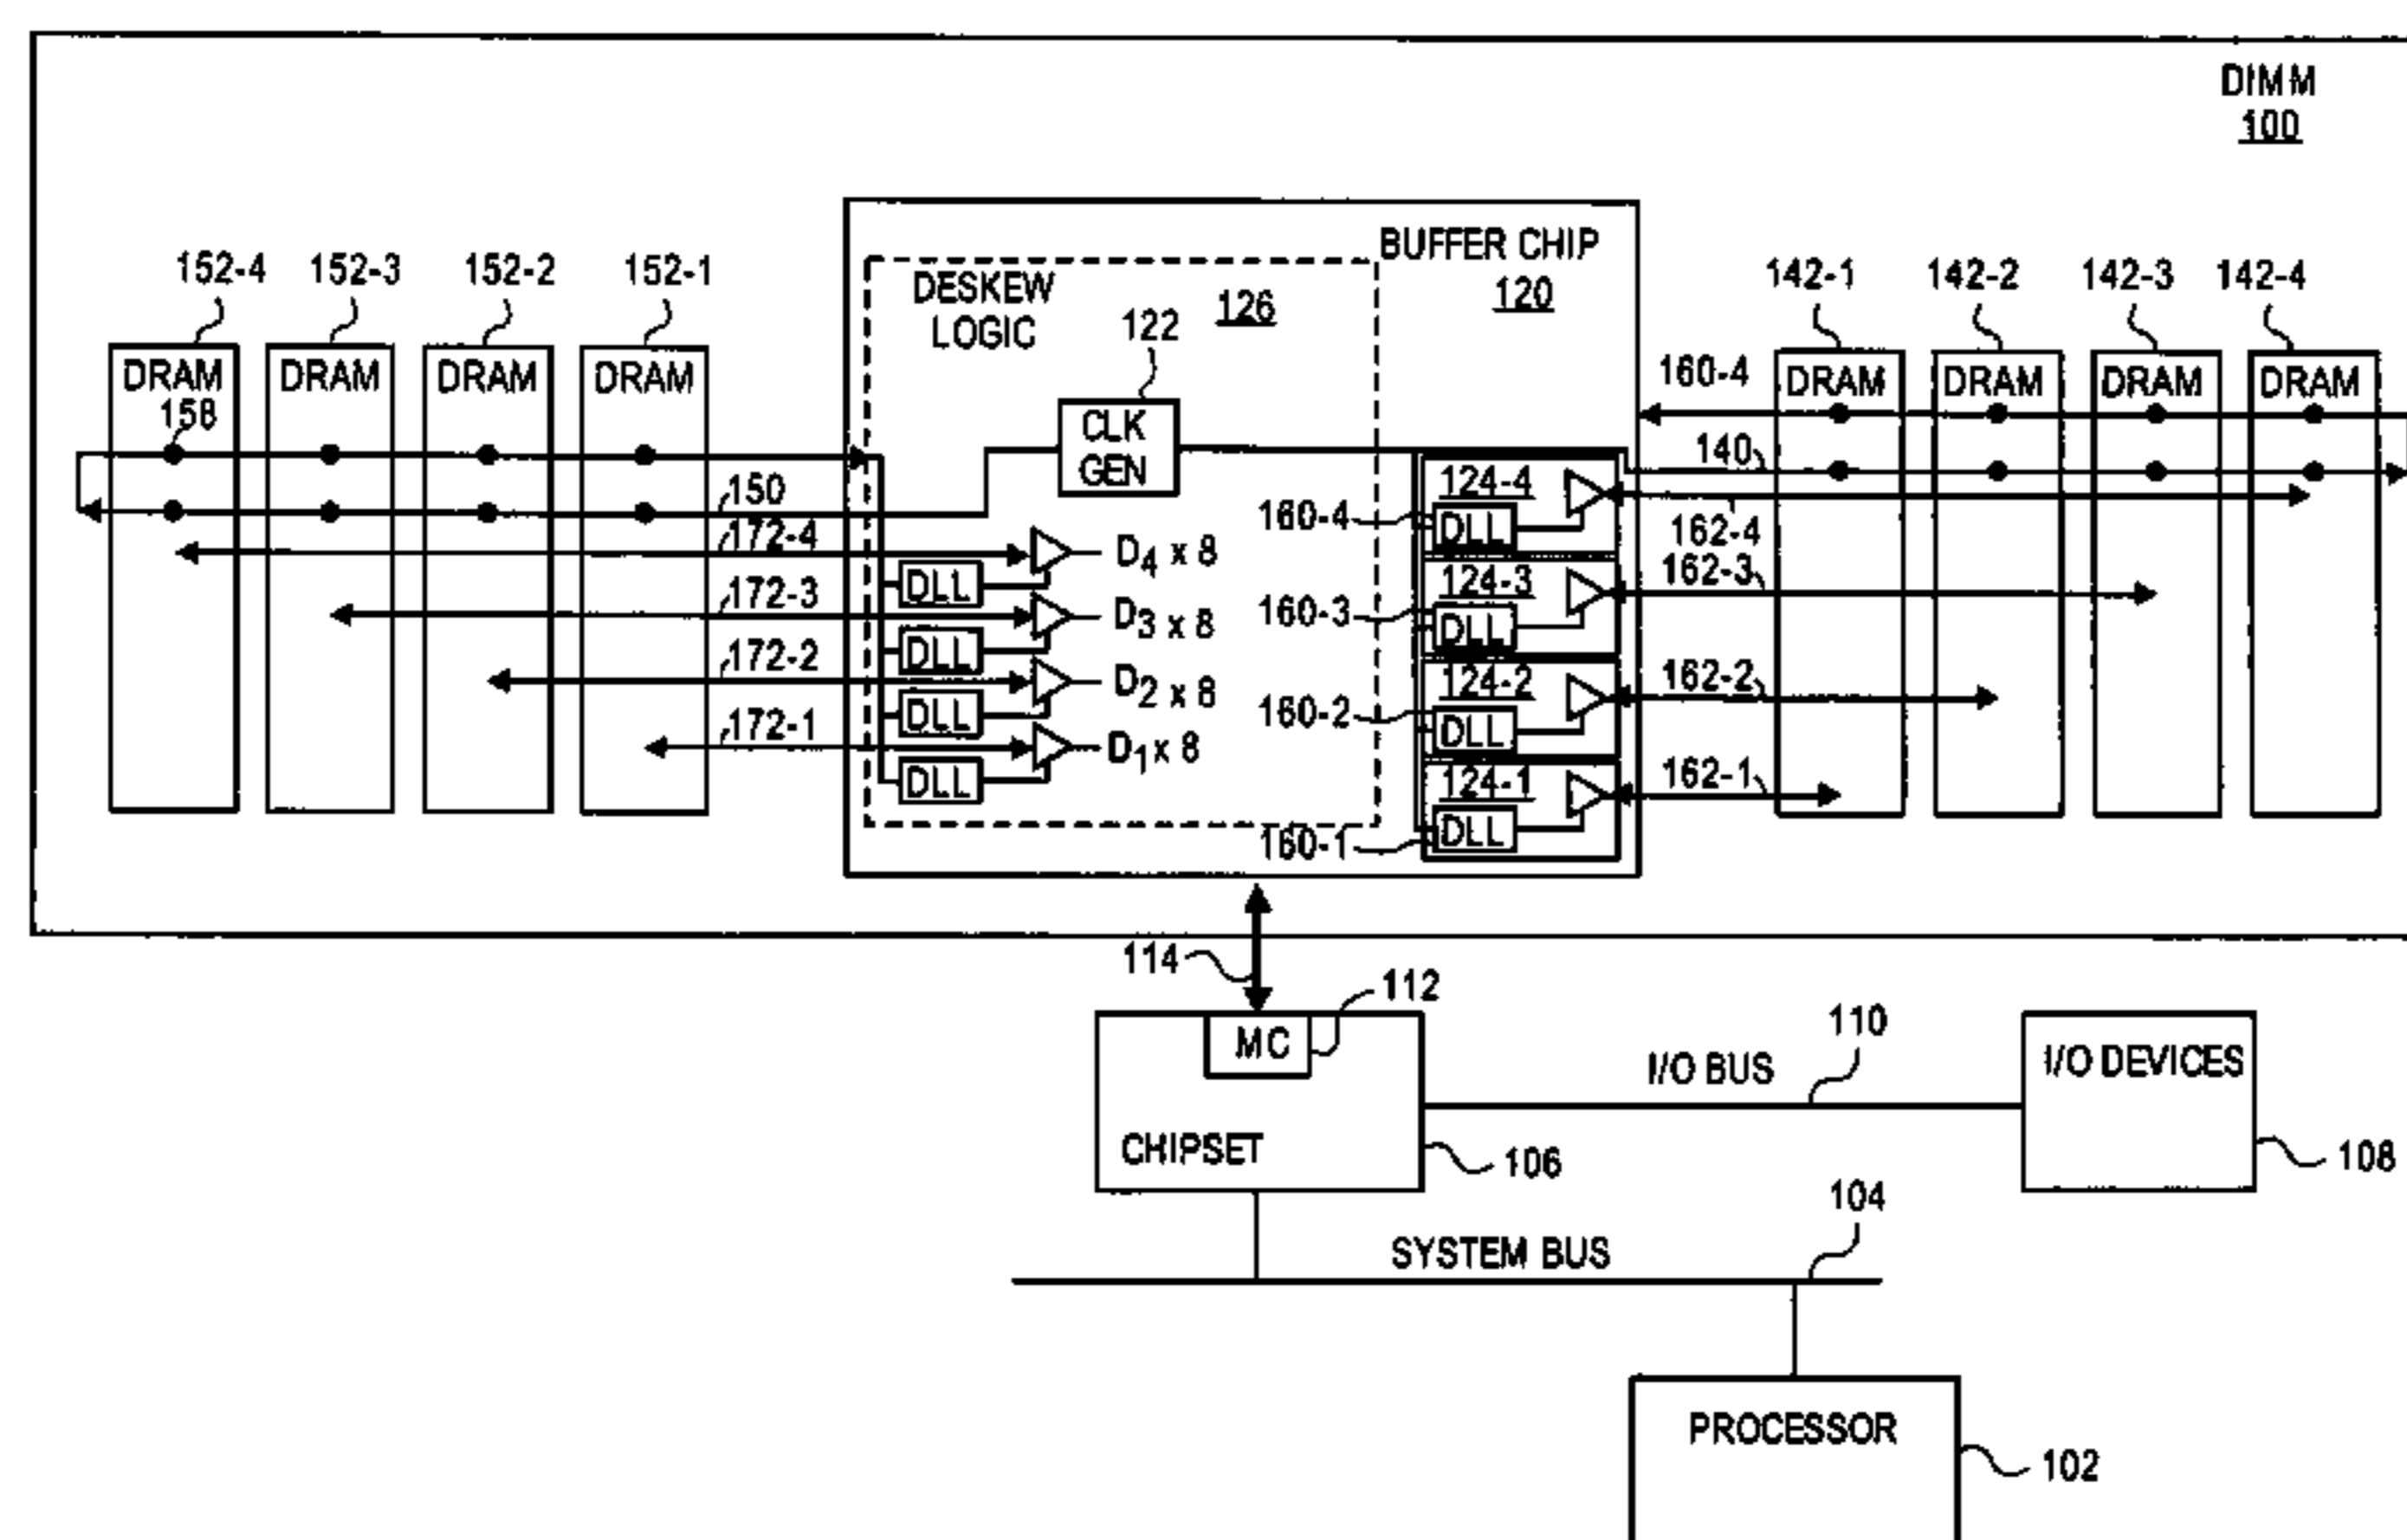 DIMM
100
BUFFER CHIP
120
DESKEW
LOGIC
126
122
CLK
GEN
152-4
152-3
152-2
152-1
142-1
142-2
142-3
142-4
DRAM
DRAM
DRAM
DRAM
DRAM
DRAM
DRAM
DRAM
158
160-4
140
150
172-4
172-3
172-2
172-1
DLL
DLL
DLL
DLL
D4 x 8
D3 x 8
D2 x 8
D1 x 8
124-4
160-4
DLL
162-4
124-3
160-3
DLL
162-3
124-2
160-2
DLL
162-2
124-1
160-1
DLL
162-1
114
112
MC
CHIPSET
106
110
I/O BUS
I/O DEVICES
108
104
SYSTEM BUS
PROCESSOR
102